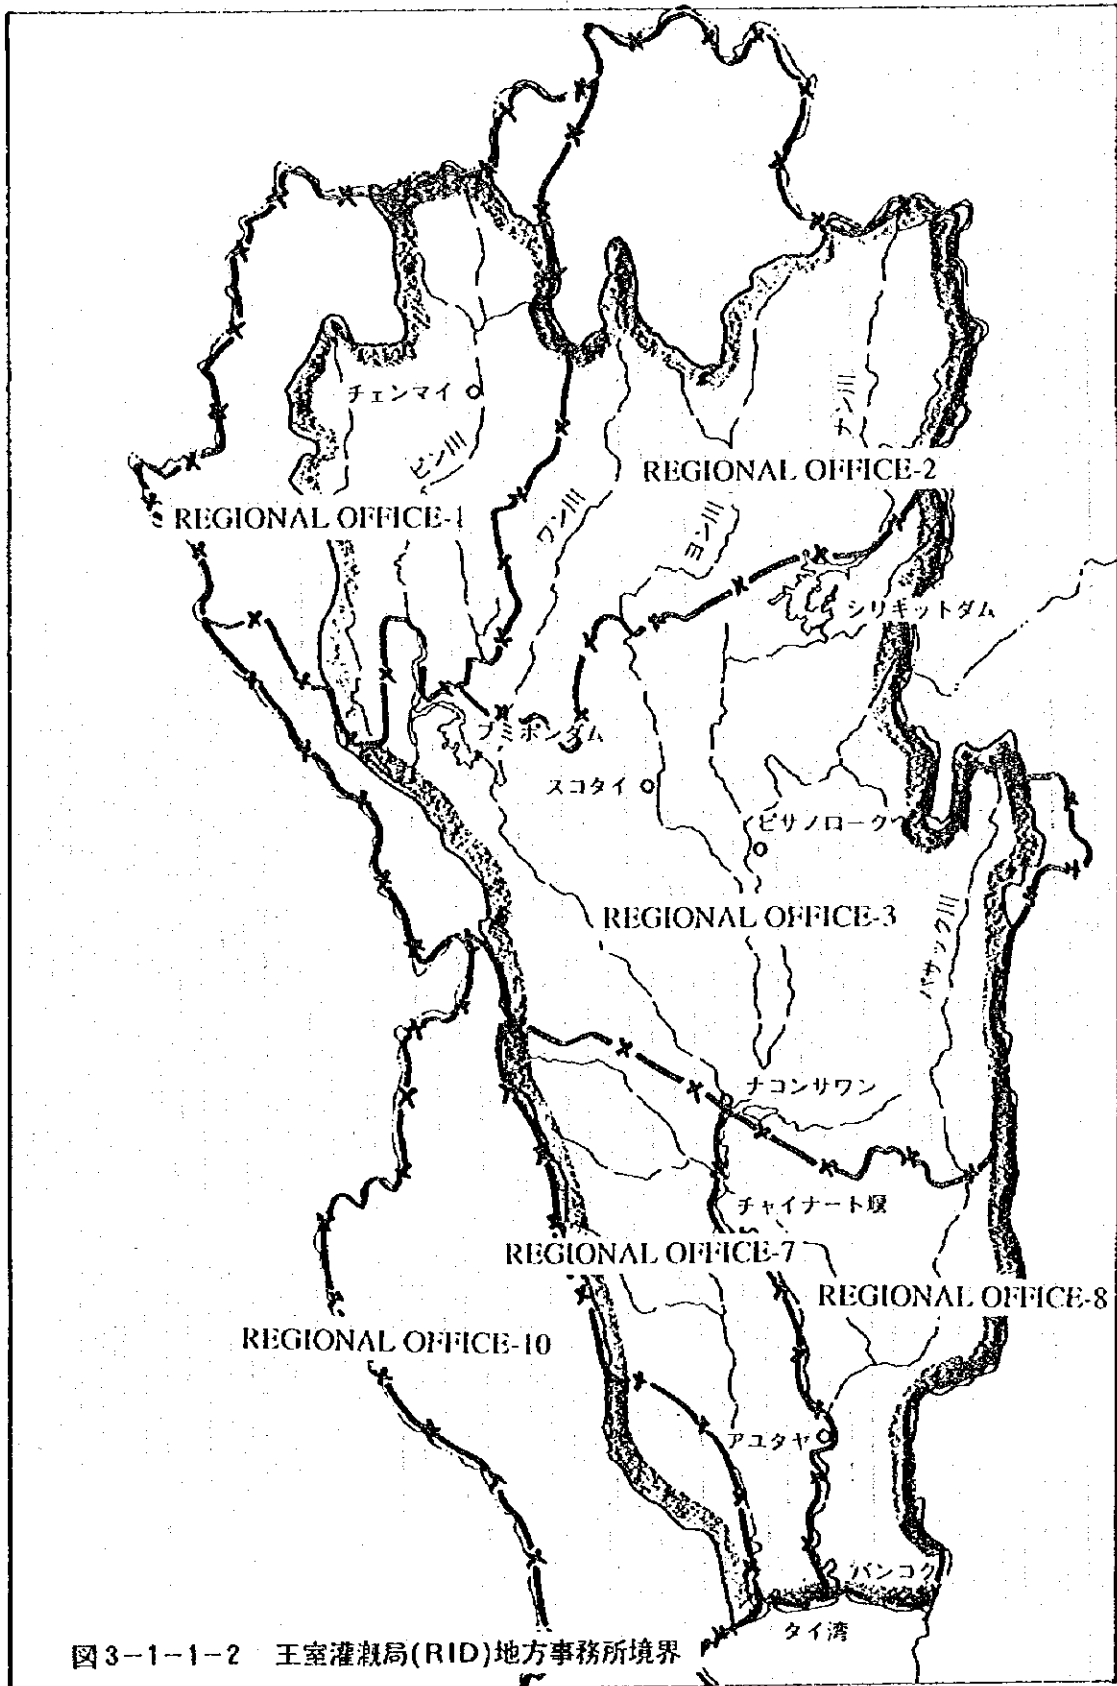 チェンマイ
ピン川
ナン川
REGIONAL OFFICE-2
REGIONAL OFFICE-1
ワン川
ヨン川
シリキットダム
プミポンダム
スコタイ
ピサノローク
REGIONAL OFFICE-3
パサック川
ナコンサワン
チャイナート堰
REGIONAL OFFICE-7
REGIONAL OFFICE-8
REGIONAL OFFICE-10
アユタヤ
バンコク
タイ湾
図3-1-1-2 王室灌漑局(RID)地方事務所境界